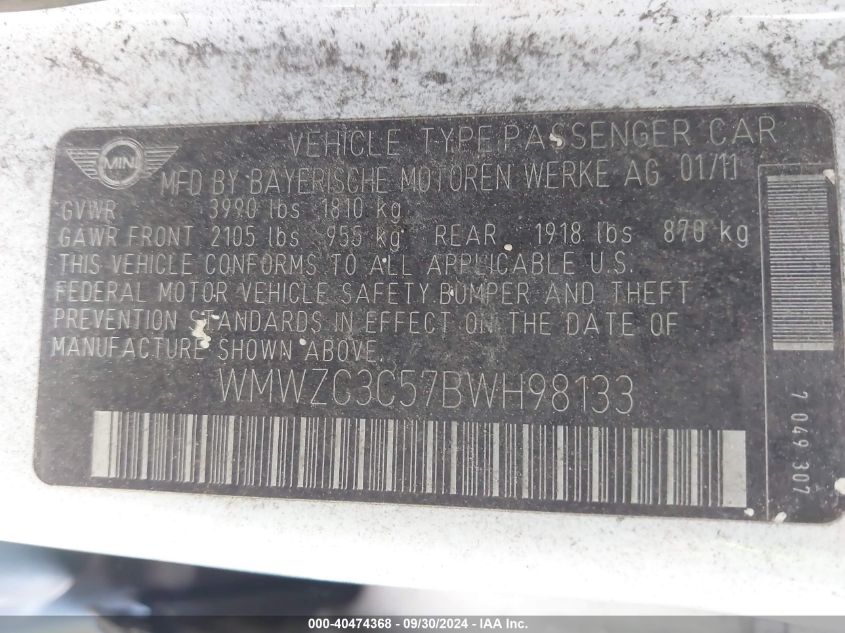 MINI
VEHICLE TYPE:PASSENGER CAR
MFD BY BAYERISCHE MOTOREN WERKE AG 01/11
GVWR 3990 lbs 1810 kg
GAWR FRONT 2105 lbs 955 kg REAR 1918 lbs 870 kg
THIS VEHICLE CONFORMS TO ALL APPLICABLE U.S.
FEDERAL MOTOR VEHICLE SAFETY BUMPER AND THEFT
PREVENTION STANDARDS IN EFFECT ON THE DATE OF
MANUFACTURE SHOWN ABOVE.
WMWZC3C57BWH98133
7 049 307
000-40474368 - 09/30/2024 - IAA Inc.